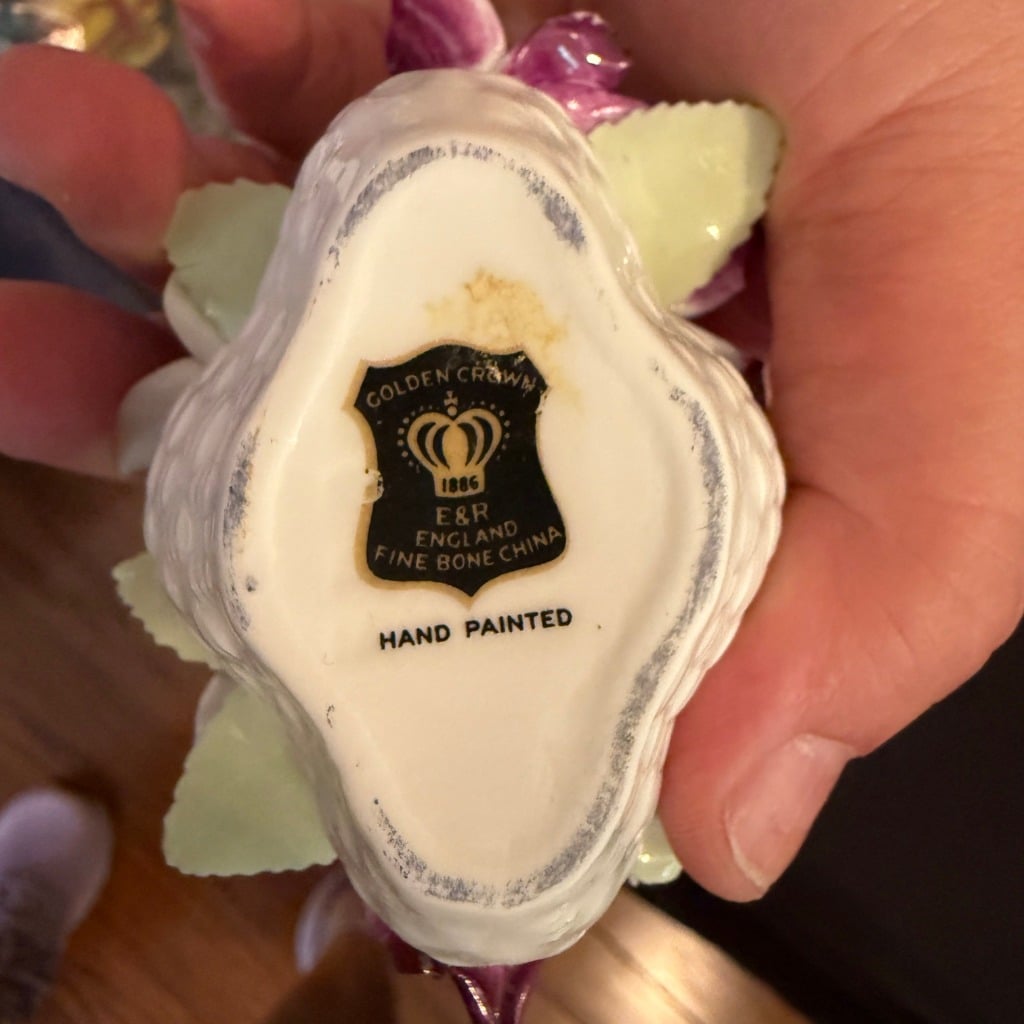 GOLDEN CROWN
1886
E&R
ENGLAND
FINE BONE CHINA
HAND PAINTED